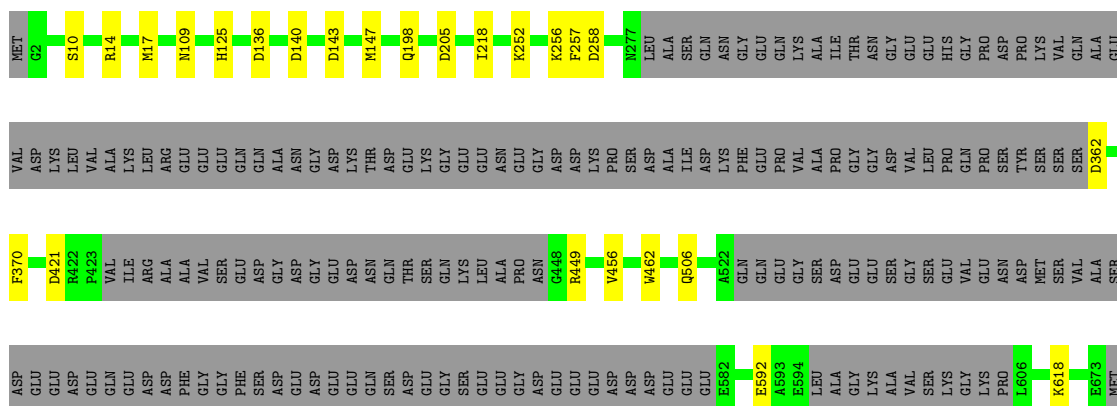 MET G2 S10 R14 M17 N109 H125 D136 D140 D143 M147 Q198 D205 I218 K252 K256 F257 D258 N277 LEU ALA SER GLN ASN GLY GLU GLN LYS ALA ILE THR ASN GLY GLU GLU HIS GLY PRO ASP PRO LYS VAL GLN ALA GLU
VAL ASP LYS LEU VAL ALA LYS LEU ARG GLU GLU GLU GLN GLN ALA ASN GLY ASP LYS THR ASP GLU LYS GLY GLU GLU ASN GLU GLY ASP ASP LYS PRO SER ASP ALA ILE ASP LYS PHE GLU PRO VAL ALA PRO GLY GLY ASP VAL LEU PRO GLN PRO SER TYR SER SER SER D362
F370 D421 R422 P423 VAL ILE ARG ALA ALA VAL SER GLU ASP GLY ASP GLY GLU ASP ASN GLN THR SER GLN LYS LEU ALA PRO ASN G448 R449 V456 W462 Q506 A522 GLN GLN GLU GLY SER ASP GLU GLU SER GLY SER GLU VAL GLU ASN ASP MET SER VAL ALA SER
ASP GLU GLU ASP GLU GLN GLU ASP ASP PHE GLY GLY PHE SER ASP GLU ASP GLU GLU GLN SER ASP GLU GLY SER GLU GLU GLY ASP GLU GLU GLU ASP ASP ASP GLU GLU GLU E582 E592 A593 E594 LEU ALA GLY LYS ALA VAL SER LYS GLY LYS PRO L606 K618 E673 MET